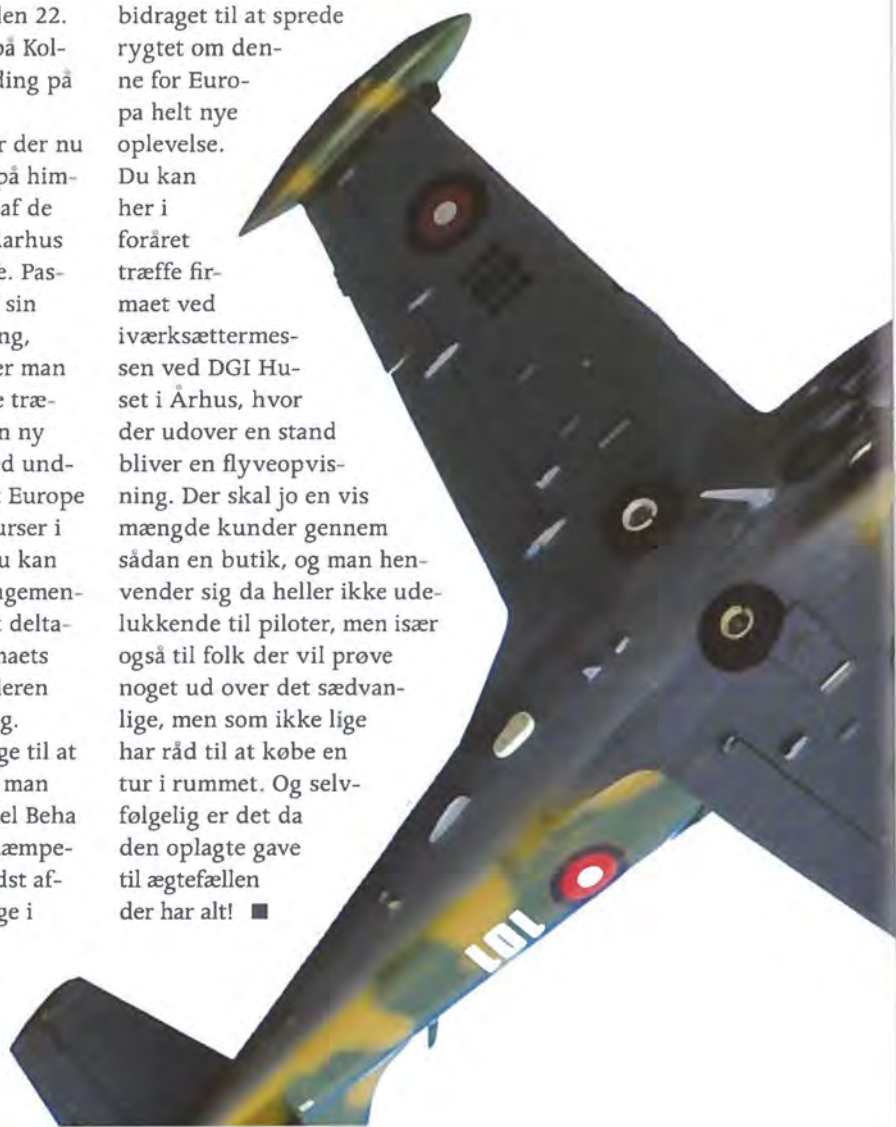 den 22.
på Kol-
ding på
r der nu
på him-
af de
Aarhus
e. Pas-
sin
ng,
er man
e træ-
n ny
d und-
t Europe
urser i
u kan
ngemen-
t delta-
maets
leren
g.
ge til at
man
el Beha
kæmpe-
dst af-
ge i
bidraget til at sprede
rygtet om den-
ne for Euro-
pa helt nye
oplevelse.
Du kan
her i
foråret
træffe fir-
maet ved
iværksættermes-
sen ved DGI Hu-
set i Århus, hvor
der udover en stand
bliver en flyveopvis-
ning. Der skal jo en vis
mængde kunder gennem
sådan en butik, og man hen-
vender sig da heller ikke ude-
lukkende til piloter, men især
også til folk der vil prøve
noget ud over det sædvan-
lige, men som ikke lige
har råd til at købe en
tur i rummet. Og selv-
følgelig er det da
den oplagte gave
til ægtefællen
der har alt! ■
101